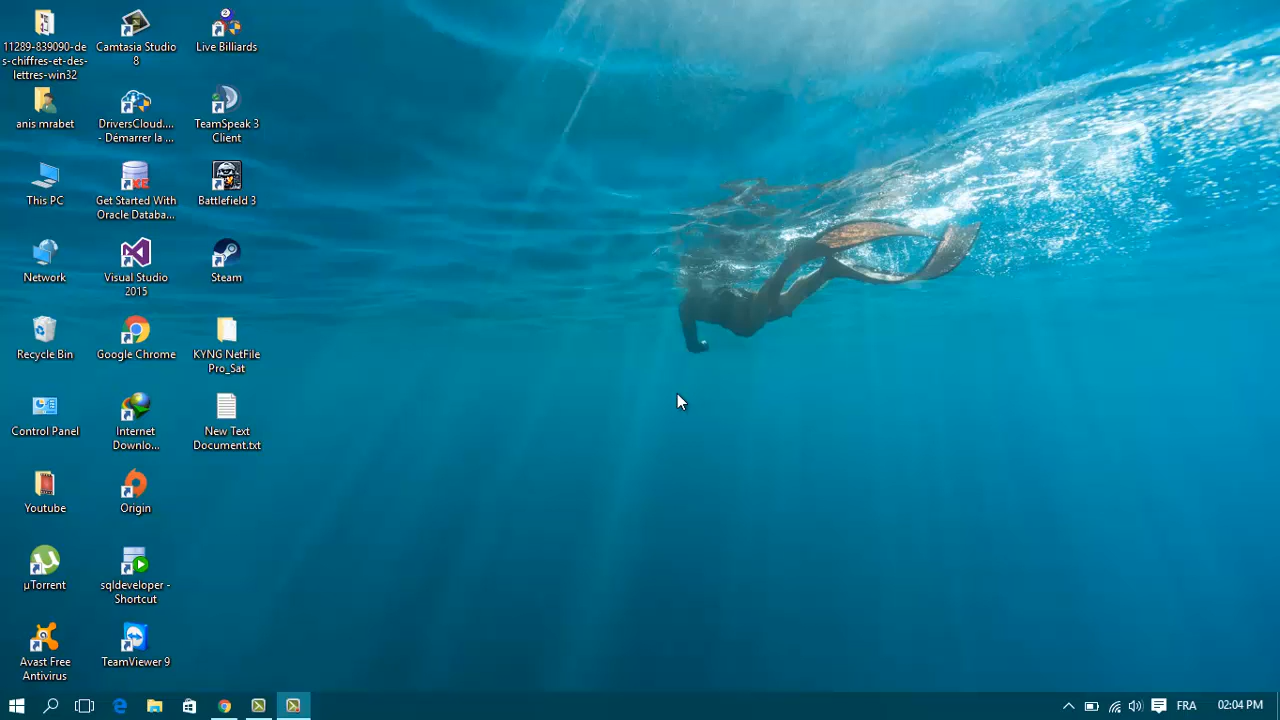 11289-839090-de
s-chiffres-et-des-
lettres-win32
Camtasia Studio
8
Live Billiards
anis mrabet
DriversCloud....
- Démarrer la ...
TeamSpeak 3
Client
This PC
Get Started With
Oracle Databa...
Battlefield 3
Network
Visual Studio
2015
Steam
Recycle Bin
Google Chrome
KYNG NetFile
Pro_Sat
Control Panel
Internet
Downlo...
New Text
Document.txt
Youtube
Origin
µTorrent
sqldeveloper -
Shortcut
Avast Free
Antivirus
TeamViewer 9
FR
02:04 PM